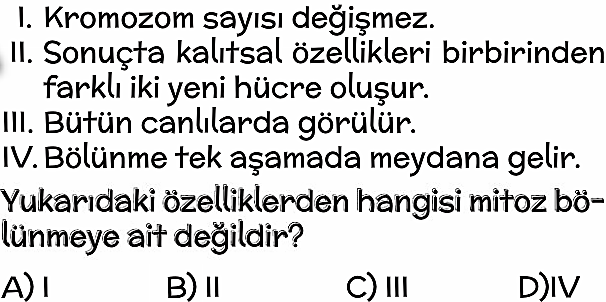 I. Kromozom sayısı değişmez.
II. Sonuçta kalıtsal özellikleri birbirinden
farklı iki yeni hücre oluşur.
III. Bütün canlılarda görülür.
IV. Bölünme tek aşamada meydana gelir.
Yukarıdaki özelliklerden hangisi mitoz bö-
lünmeye ait değildir?
A) I B) II C) III D)IV